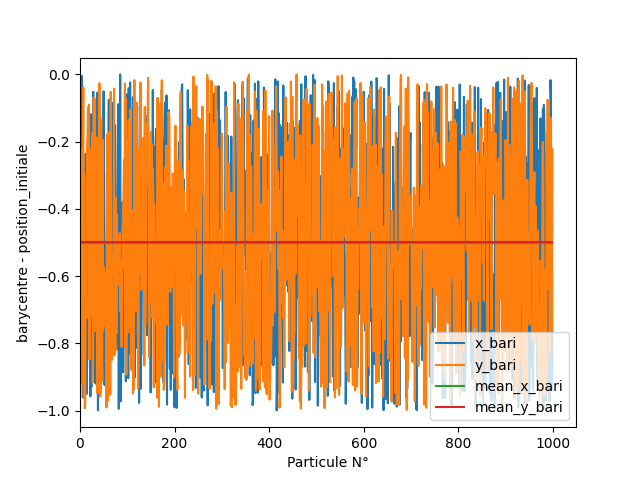 0.0
−0.2
−0.4
−0.6
−0.8
−1.0
barycentre - position_initiale
0
200
400
600
800
1000
Particule N°
x_bari
y_bari
mean_x_bari
mean_y_bari